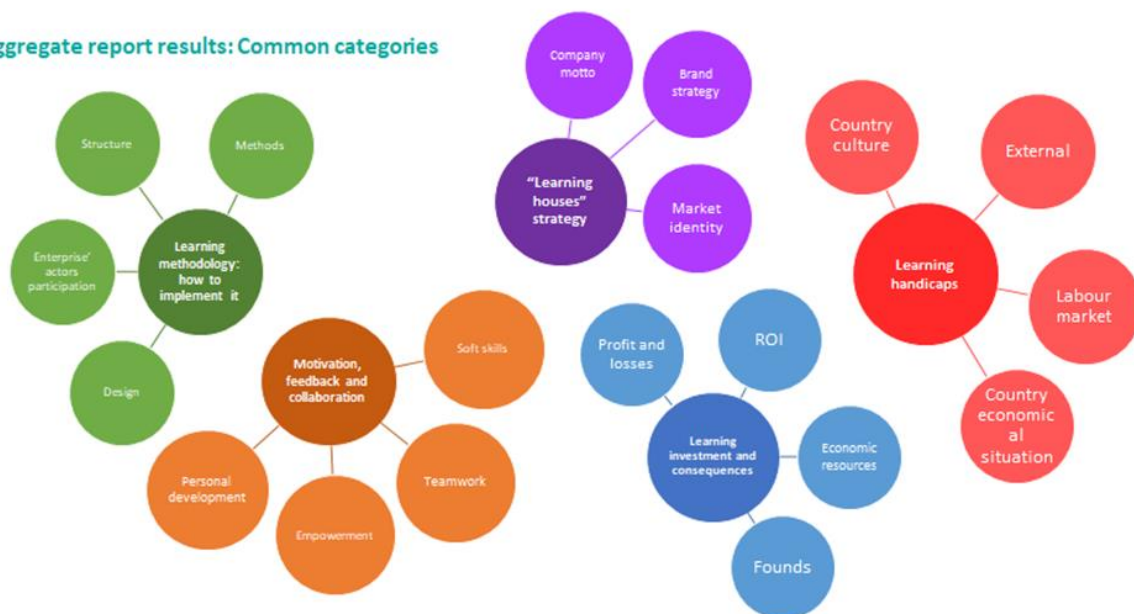 ggregate report results: Common categories
Structure
Methods
Enterprise'
actors
participation
Design
Learning
methodology:
how to
implement it
Company
motto
Brand
strategy
"Learning
houses"
strategy
Market
identity
Country
culture
External
Learning
handicaps
Labour
market
Country
economic
al
situation
Motivation,
feedback and
collaboration
Soft skills
Teamwork
Empowerment
Personal
development
Profit and
losses
ROI
Learning
investment and
consequences
Economic
resources
Founds